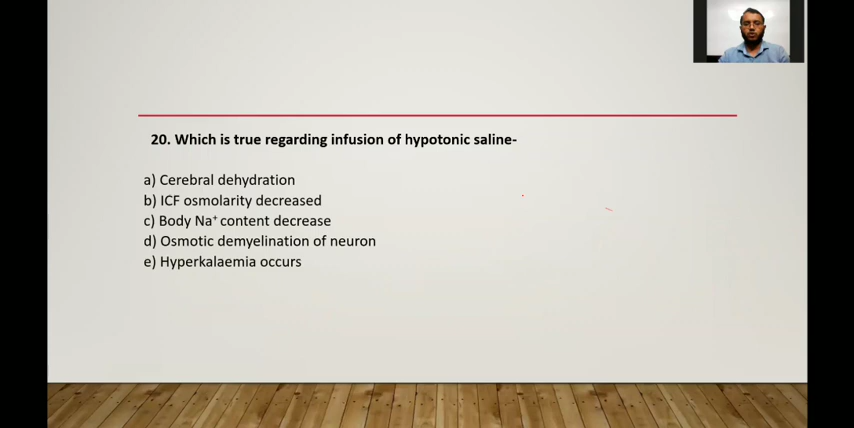 20. Which is true regarding infusion of hypotonic saline-
a) Cerebral dehydration
b) ICF osmolarity decreased
c) Body Na⁺ content decrease
d) Osmotic demyelination of neuron
e) Hyperkalaemia occurs